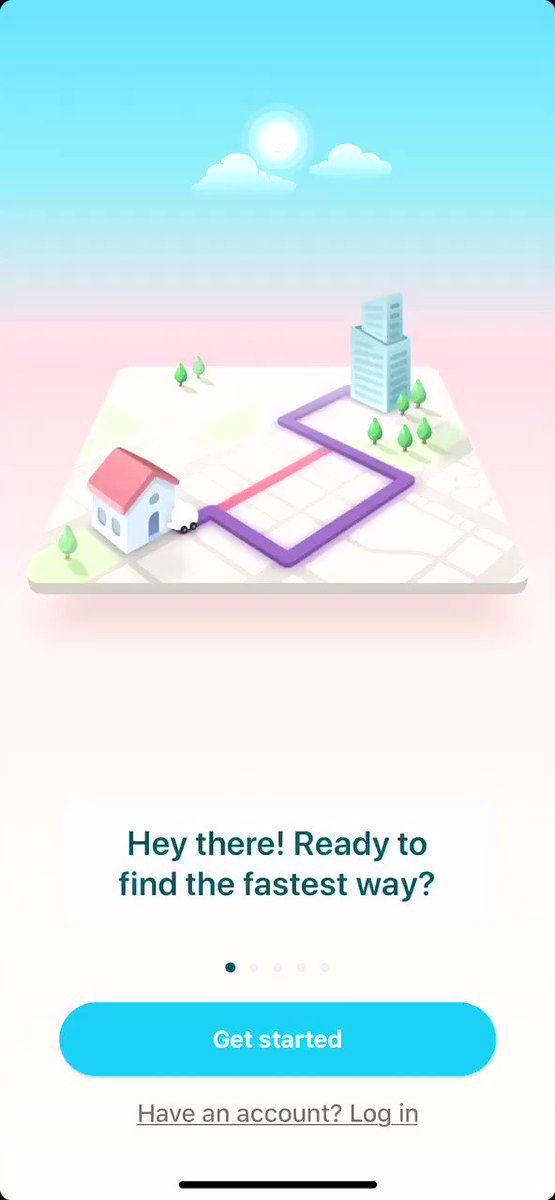 Hey there! Ready to
find the fastest way?
Get started
Have an account? Log in